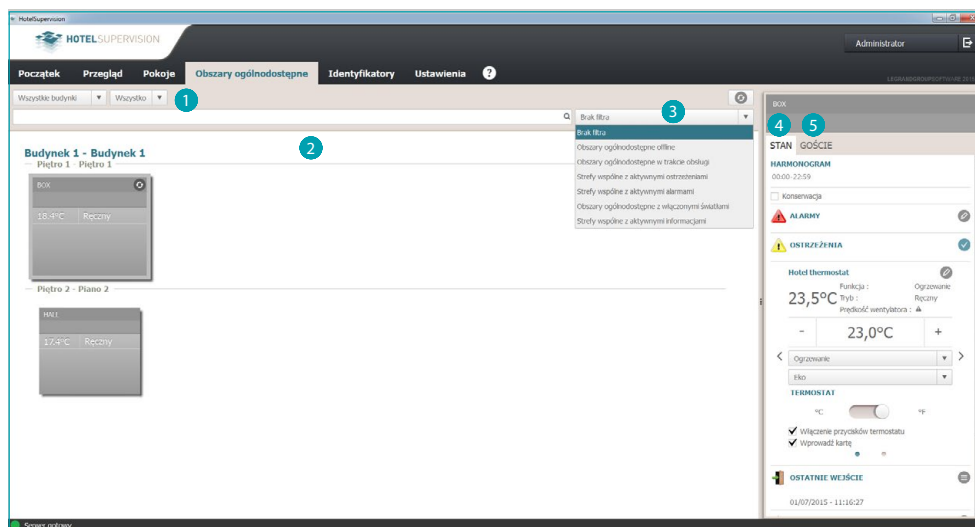 HotelSupervision
HOTELSUPERVISION
Administrator
Początek Przegląd Pokoje Obszary ogólnodostępne Identyfikatory Ustawienia ?
LEGRANDGROUPSOFTWARE 2015
Wszystkie budynki Wszystko 1
Brak filtra 3
Brak filtra
Obszary ogólnodostępne offline
Obszary ogólnodostępne w trakcie obsługi
Strefy wspólne z aktywnymi ostrzeżeniami
Strefy wspólne z aktywnymi alarmami
Obszary ogólnodostępne z włączonymi światłami
Strefy wspólne z aktywnymi informacjami
2
Budynek 1 - Budynek 1
Piętro 1 - Piętro 1
BOX
18.4°C Ręczny
Piętro 2 - Piano 2
HALL
17.4°C Ręczny
BOX
4 5
STAN GOŚCIE
HARMONOGRAM
00:00-22:59
Konserwacja
ALARMY
OSTRZEŻENIA
Hotel thermostat
23,5°C
Funkcja : Ogrzewanie
Tryb : Ręczny
Prędkość wentylatora : A
- 23,0°C +
Ogrzewanie
Eko
TERMOSTAT
°C °F
Włączenie przycisków termostatu
Wprowadź kartę
OSTATNIE WEJŚCIE
01/07/2015 - 11:16:27
Serwer gotowy